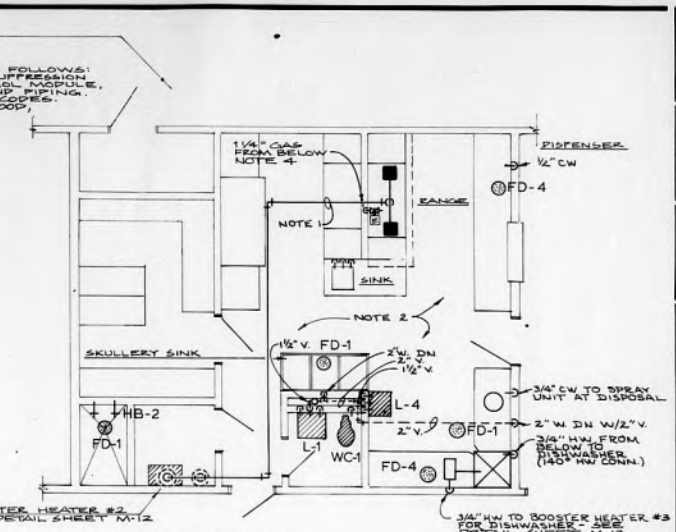 FOLLOWS:
UPPRESSION
OL MODULE,
ND PIPING.
CODES.
OOD,
1 1/4" GAS
FROM BELOW
NOTE 4
DISPENSER
1/2" CW
FD-4
RANGE
NOTE 1
SINK
NOTE 2
1 1/2" V.
FD-1
2" W. DN
2" V.
1 1/2" V.
SKULLERY SINK
L-4
3/4" CW TO SPRAY
UNIT AT DISPOSAL
HB-2
FD-1
L-1
WC-1
2" V.
FD-1
2" W. DN W/2" V.
3/4" HW FROM
BELOW TO
DISHWASHER
(140° HW CONN.)
FD-4
TER HEATER #2
DETAIL SHEET M-12
3/4" HW TO BOOSTER HEATER #3
FOR DISHWASHER - SEE